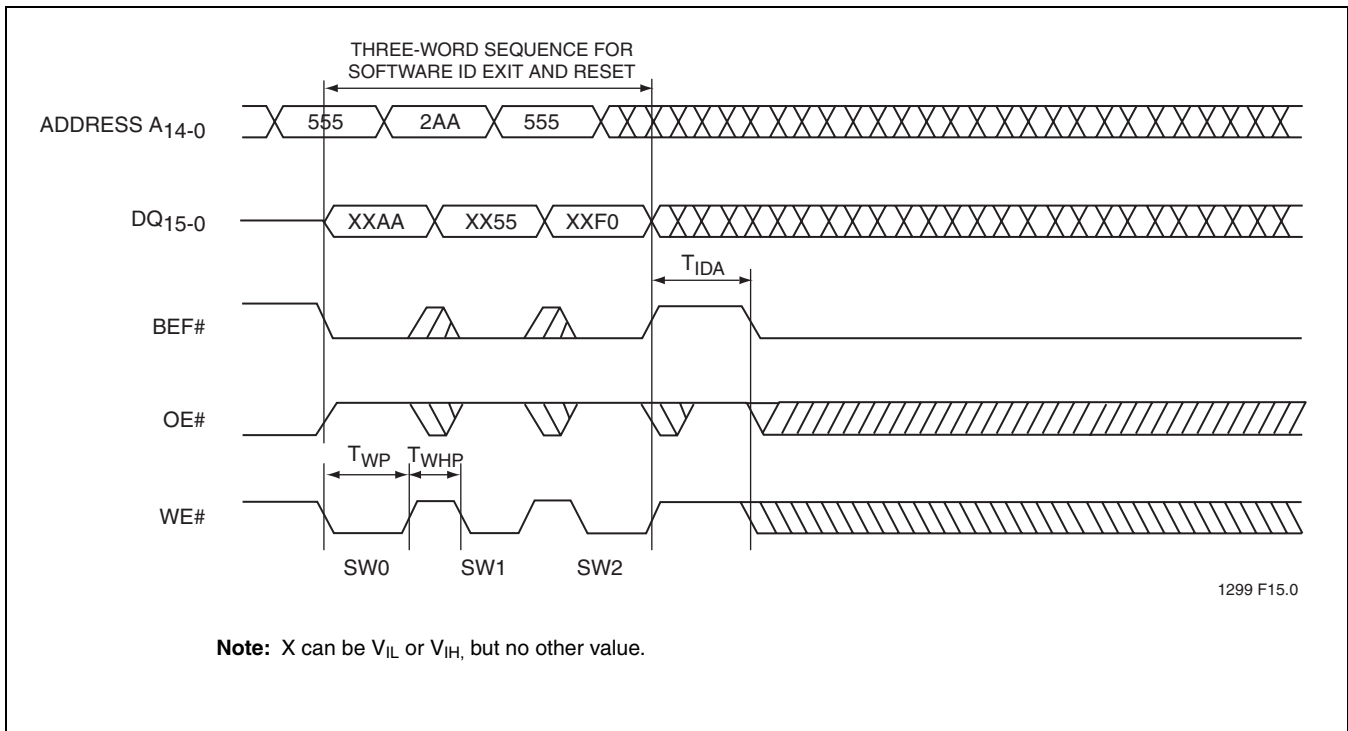 THREE-WORD SEQUENCE FOR
SOFTWARE ID EXIT AND RESET
ADDRESS A14-0
555 2AA 555
DQ15-0
XXAA XX55 XXF0
TIDA
BEF#
OE#
TWP TWHP
WE#
SW0 SW1 SW2
1299 F15.0
Note: X can be VIL or VIH, but no other value.